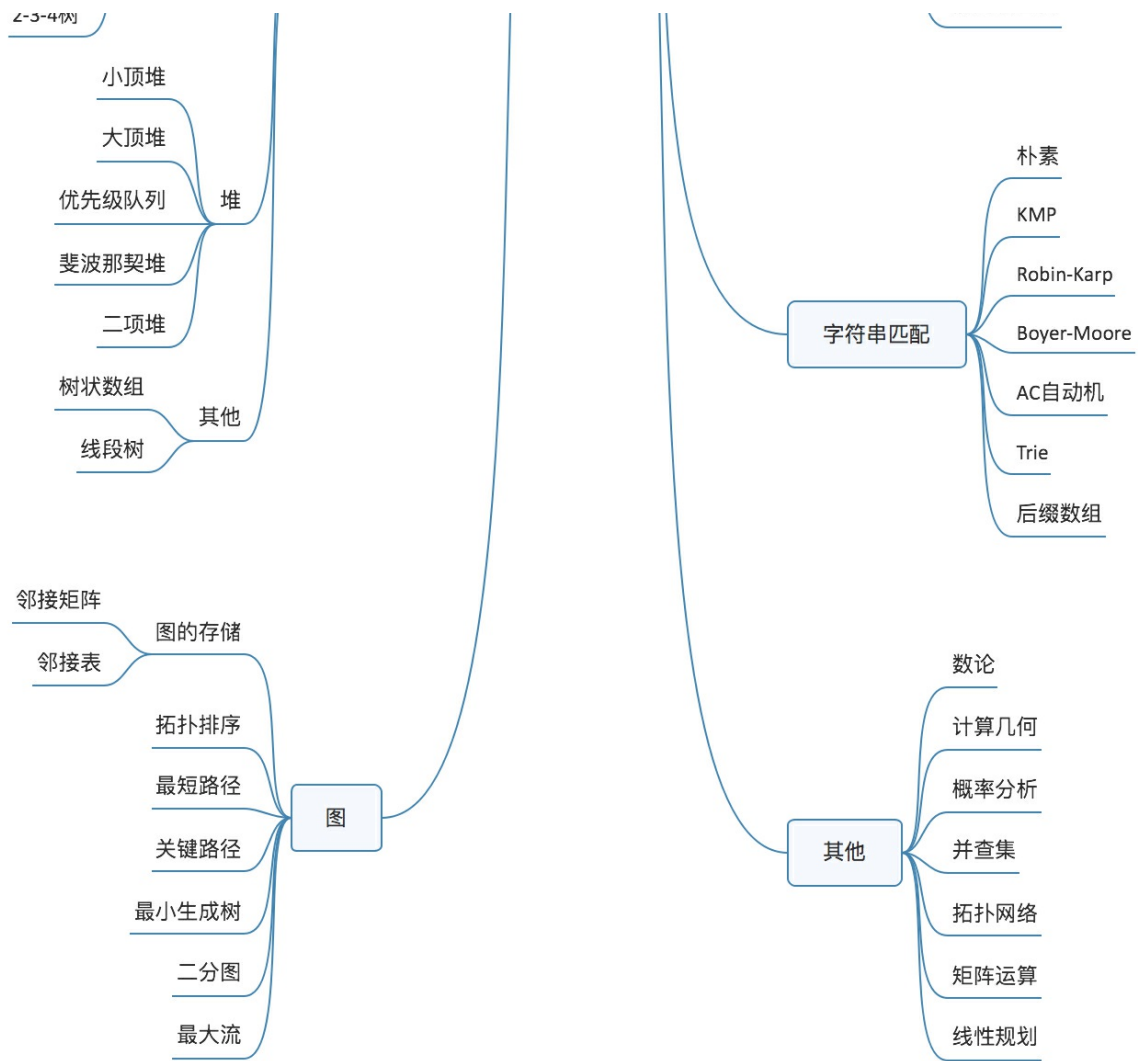 2-3-4树
小顶堆
大顶堆
优先级队列
堆
斐波那契堆
二项堆
树状数组
其他
线段树
邻接矩阵
图的存储
邻接表
拓扑排序
最短路径
图
关键路径
最小生成树
二分图
最大流
朴素
KMP
Robin-Karp
字符串匹配
Boyer-Moore
AC自动机
Trie
后缀数组
数论
计算几何
概率分析
其他
并查集
拓扑网络
矩阵运算
线性规划